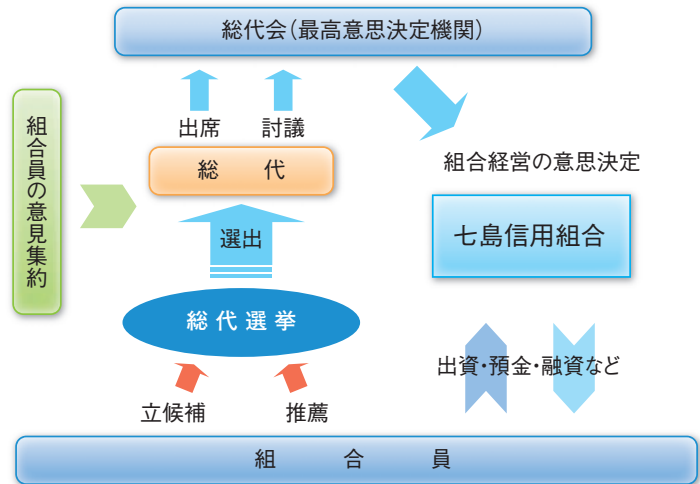 総代会（最高意思決定機関）
出席
討議
組合員の意見集約
総代
組合経営の意思決定
七島信用組合
選出
総代選挙
出資・預金・融資など
立候補
推薦
組合員